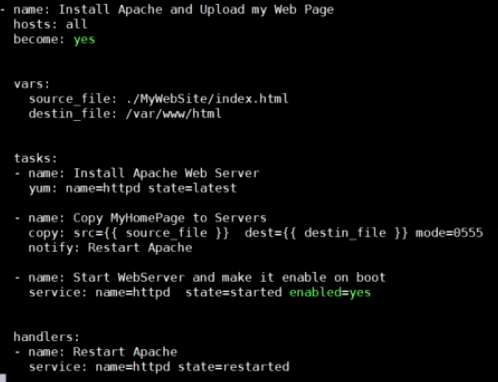 - name: Install Apache and Upload my Web Page
  hosts: all
  become: yes

  vars:
    source_file: ./MyWebSite/index.html
    destin_file: /var/www/html

  tasks:
  - name: Install Apache Web Server
    yum: name=httpd state=latest

  - name: Copy MyHomePage to Servers
    copy: src={{ source_file }}  dest={{ destin_file }} mode=0555
    notify: Restart Apache

  - name: Start WebServer and make it enable on boot
    service: name=httpd  state=started enabled=yes

  handlers:
  - name: Restart Apache
    service: name=httpd state=restarted